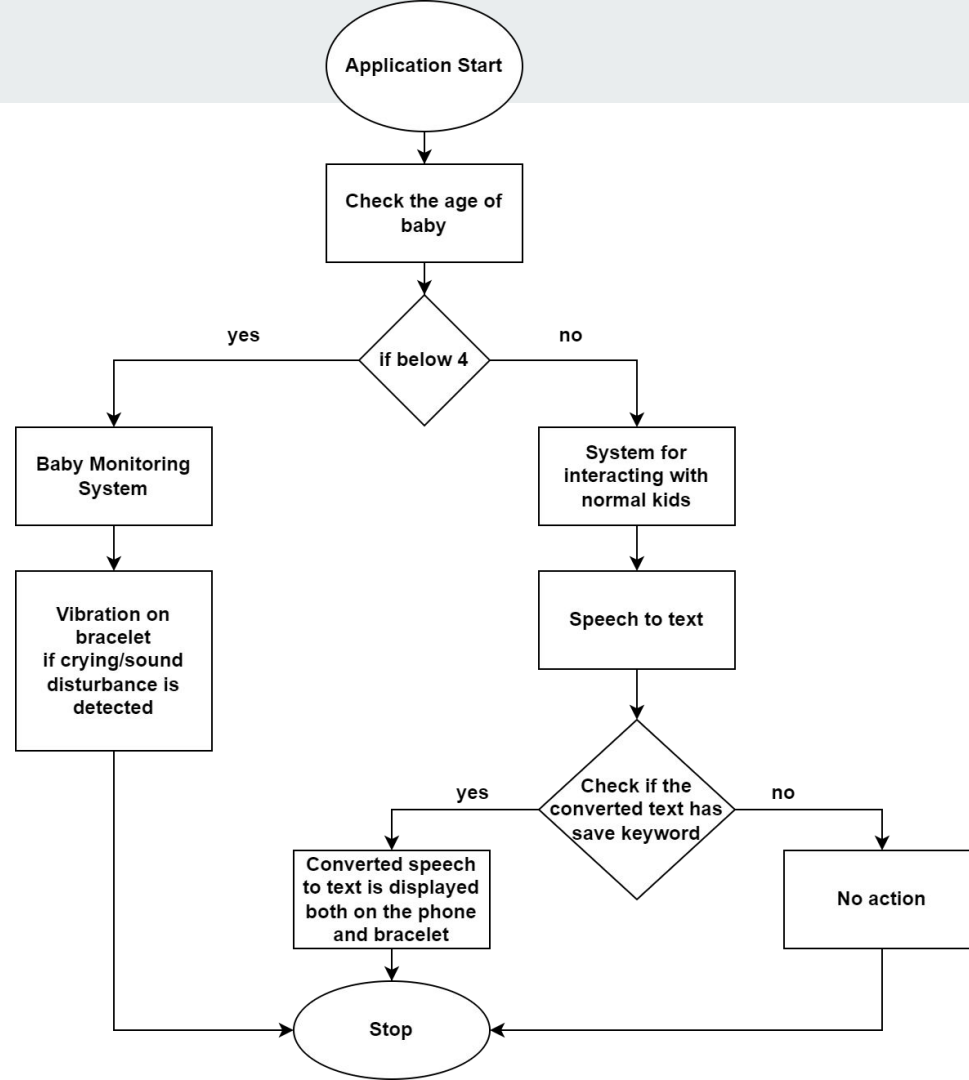 Application Start
Check the age of
baby
yes
no
if below 4
Baby Monitoring
System
System for
interacting with
normal kids
Vibration on
bracelet
if crying/sound
disturbance is
detected
Speech to text
yes
no
Check if the
converted text has
save keyword
Converted speech
to text is displayed
both on the phone
and bracelet
No action
Stop